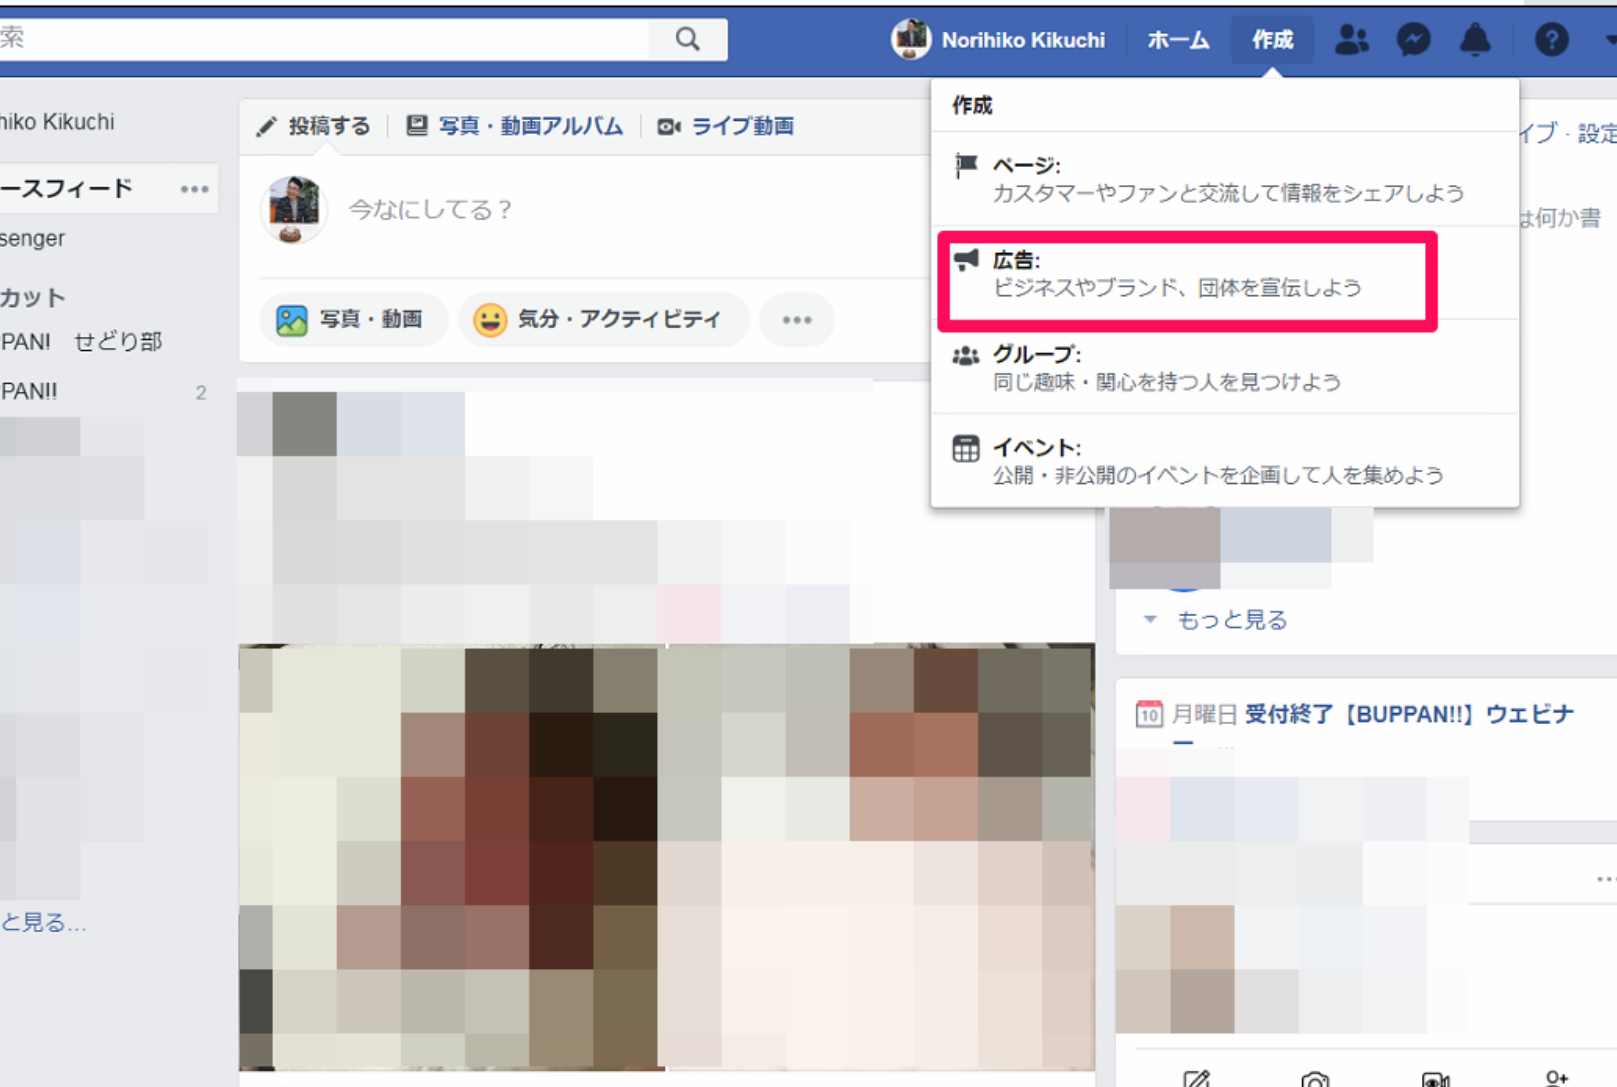 索
Norihiko Kikuchi
ホーム
作成
hiko Kikuchi
ースフィード
senger
カット
PAN! せどり部
PAN!! 2
と見る...
投稿する
写真・動画アルバム
ライブ動画
今なにしてる？
写真・動画
気分・アクティビティ
作成
ページ:
カスタマーやファンと交流して情報をシェアしよう
広告:
ビジネスやブランド、団体を宣伝しよう
グループ:
同じ趣味・関心を持つ人を見つけよう
イベント:
公開・非公開のイベントを企画して人を集めよう
イブ · 設定
は何か書
もっと見る
10
月曜日 受付終了【BUPPAN!!】ウェビナ
ー